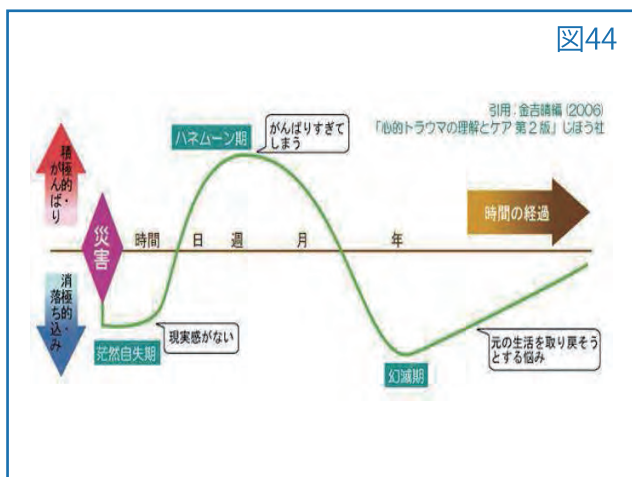 図44
引用：金吉晴編（2006）
「心的トラウマの理解とケア 第2版」じほう社
ハネムーン期
がんばりすぎて
しまう
積極的・
がんばり
災害
時間
日
週
月
年
時間の経過
消極的・
落ち込み
現実感がない
茫然自失期
幻滅期
元の生活を取り戻そう
とする悩み